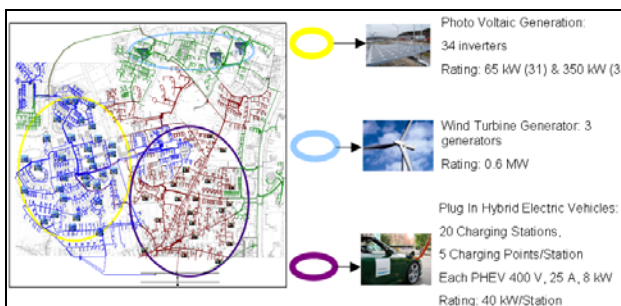 Photo Voltaic Generation:
34 inverters
Rating: 65 kW (31) & 350 kW (3
Wind Turbine Generator: 3
generators
Rating: 0.6 MW
Plug In Hybrid Electric Vehicles:
20 Charging Stations,
5 Charging Points/Station
Each PHEV 400 V, 25 A, 8 kW
Rating: 40 kW/Station